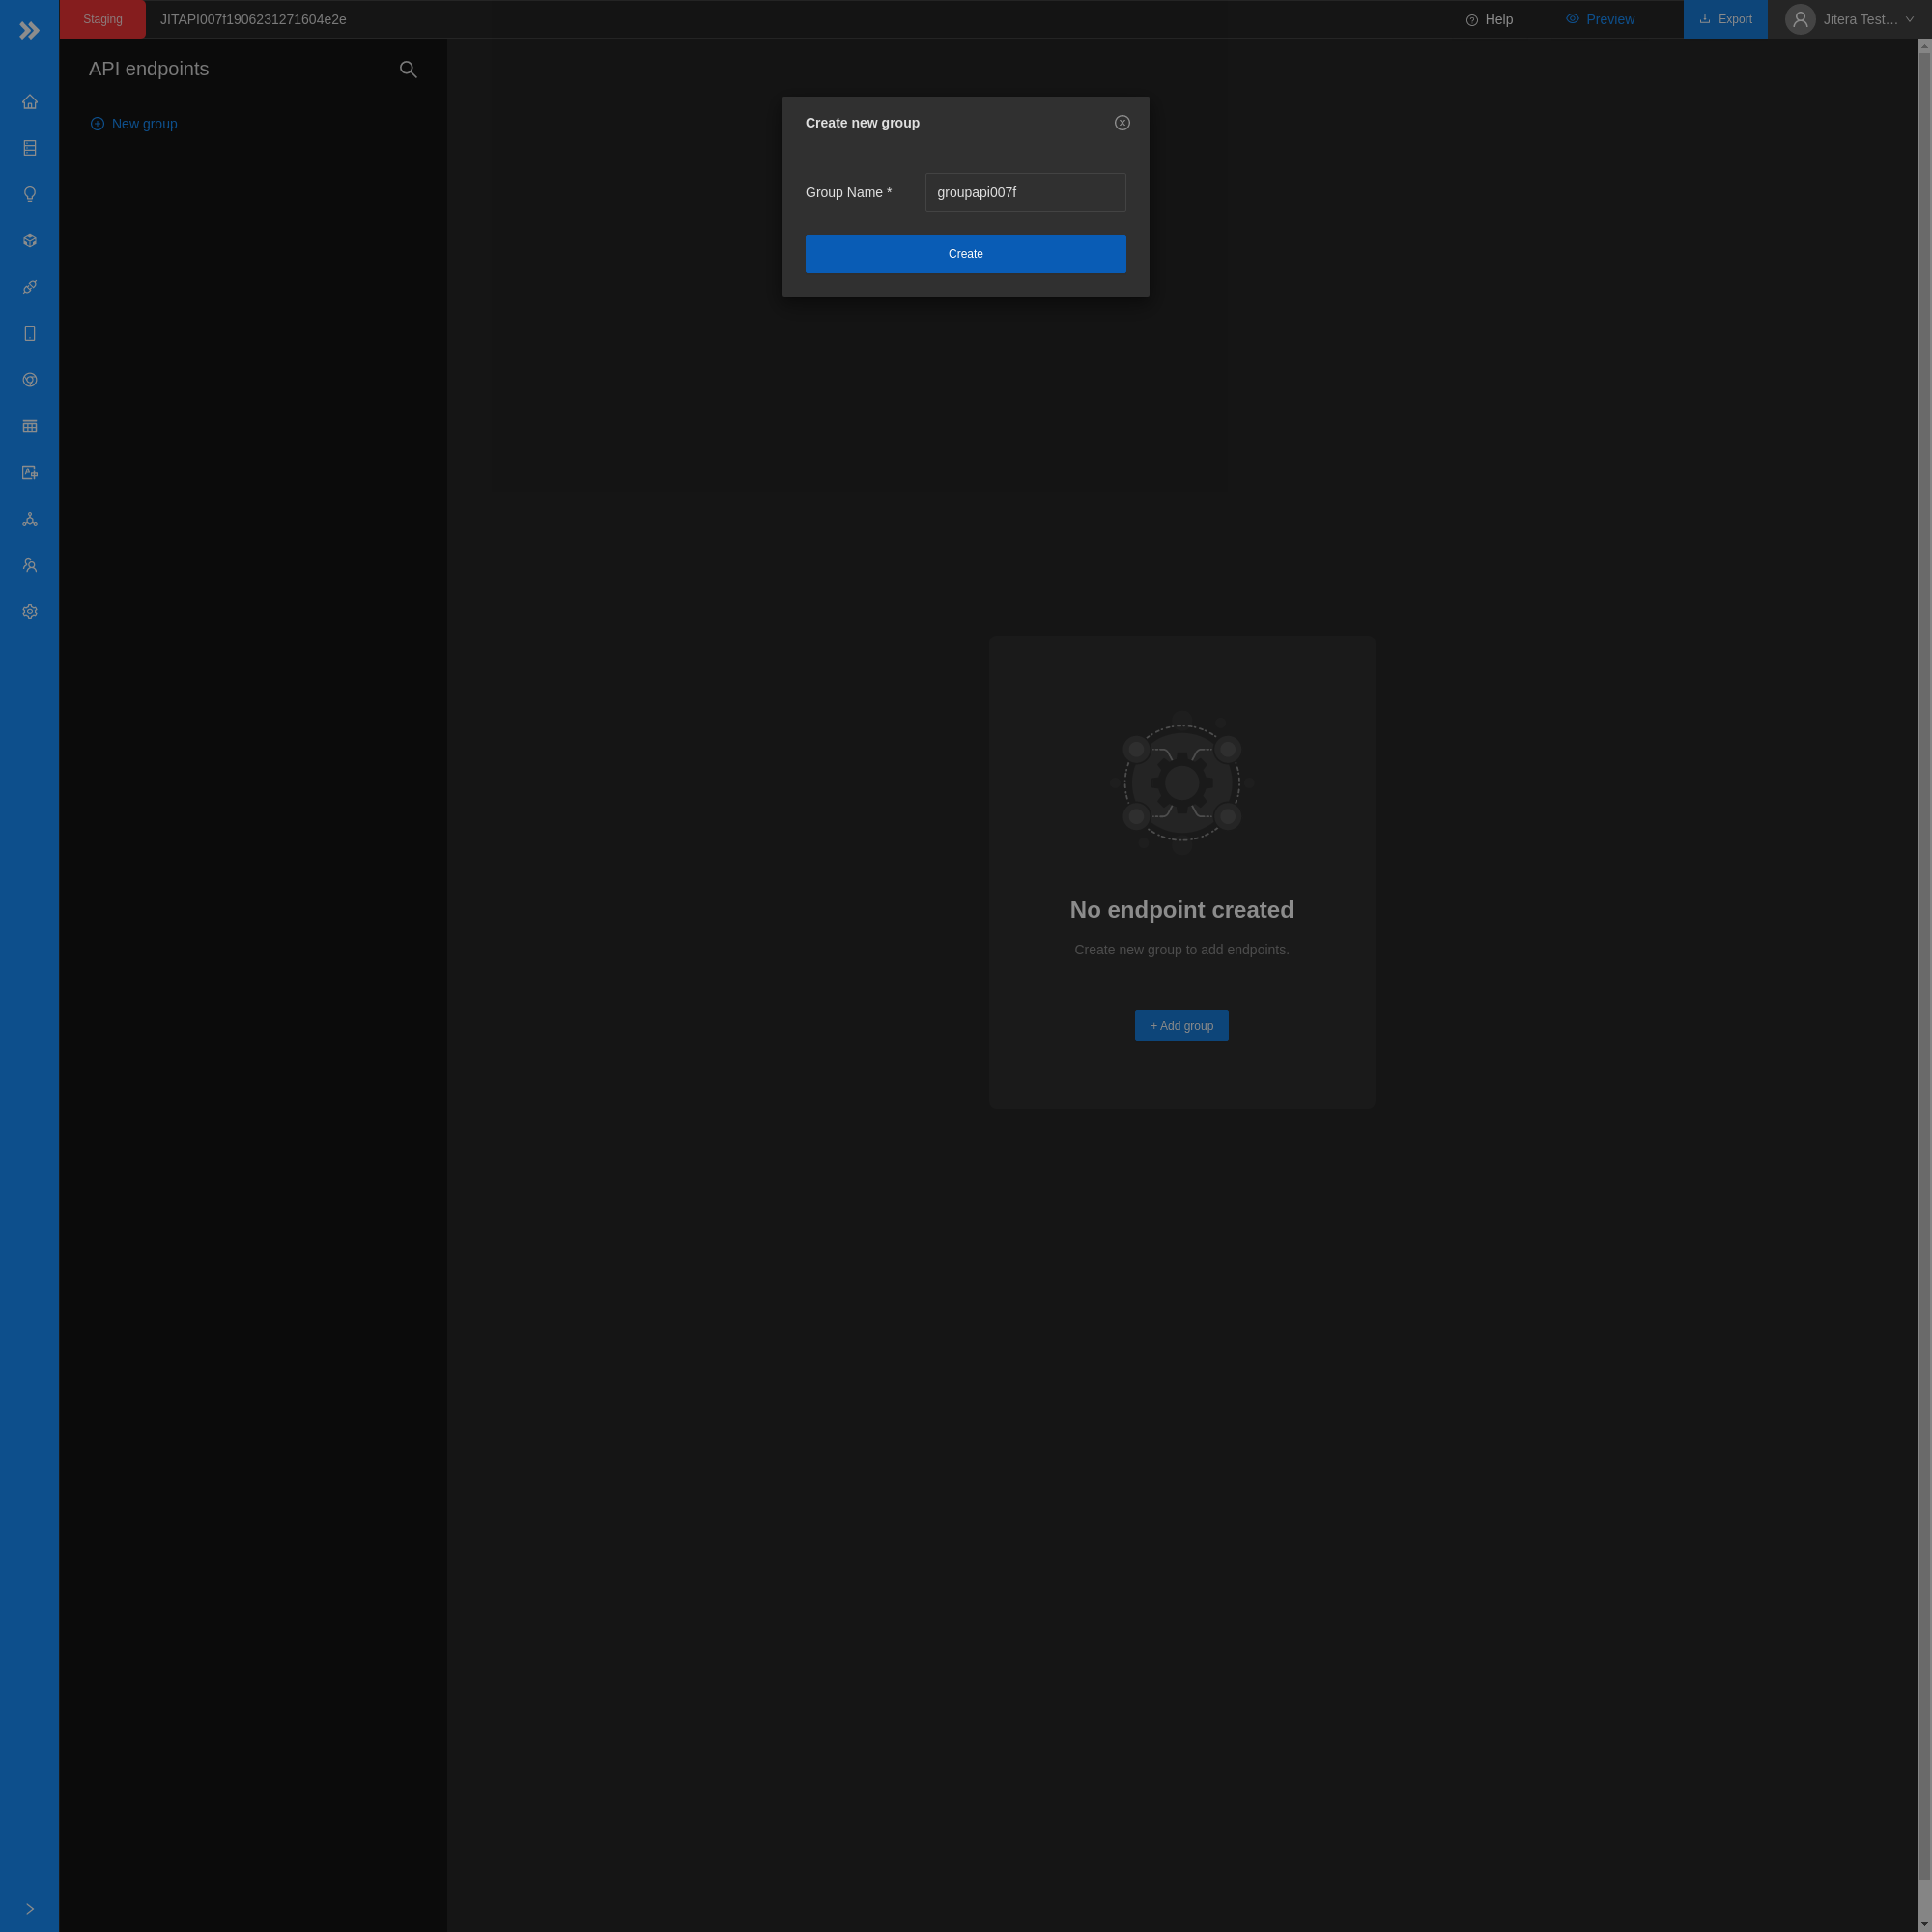 Staging
JITAPI007f1906231271604e2e
Help
Preview
Export
Jitera Test...
API endpoints
New group
Create new group
Group Name *
groupapi007f
Create
No endpoint created
Create new group to add endpoints.
+ Add group